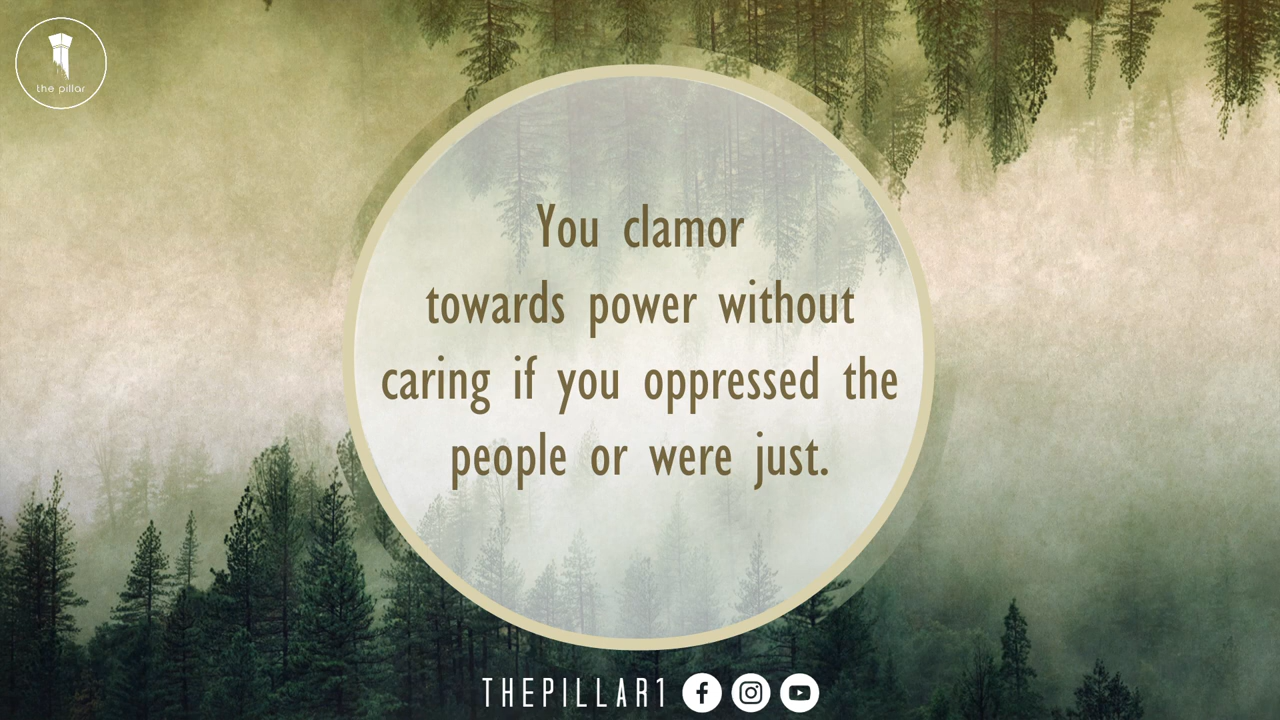 the pillar
You clamor
towards power without
caring if you oppressed the
people or were just.
THEPILLAR1